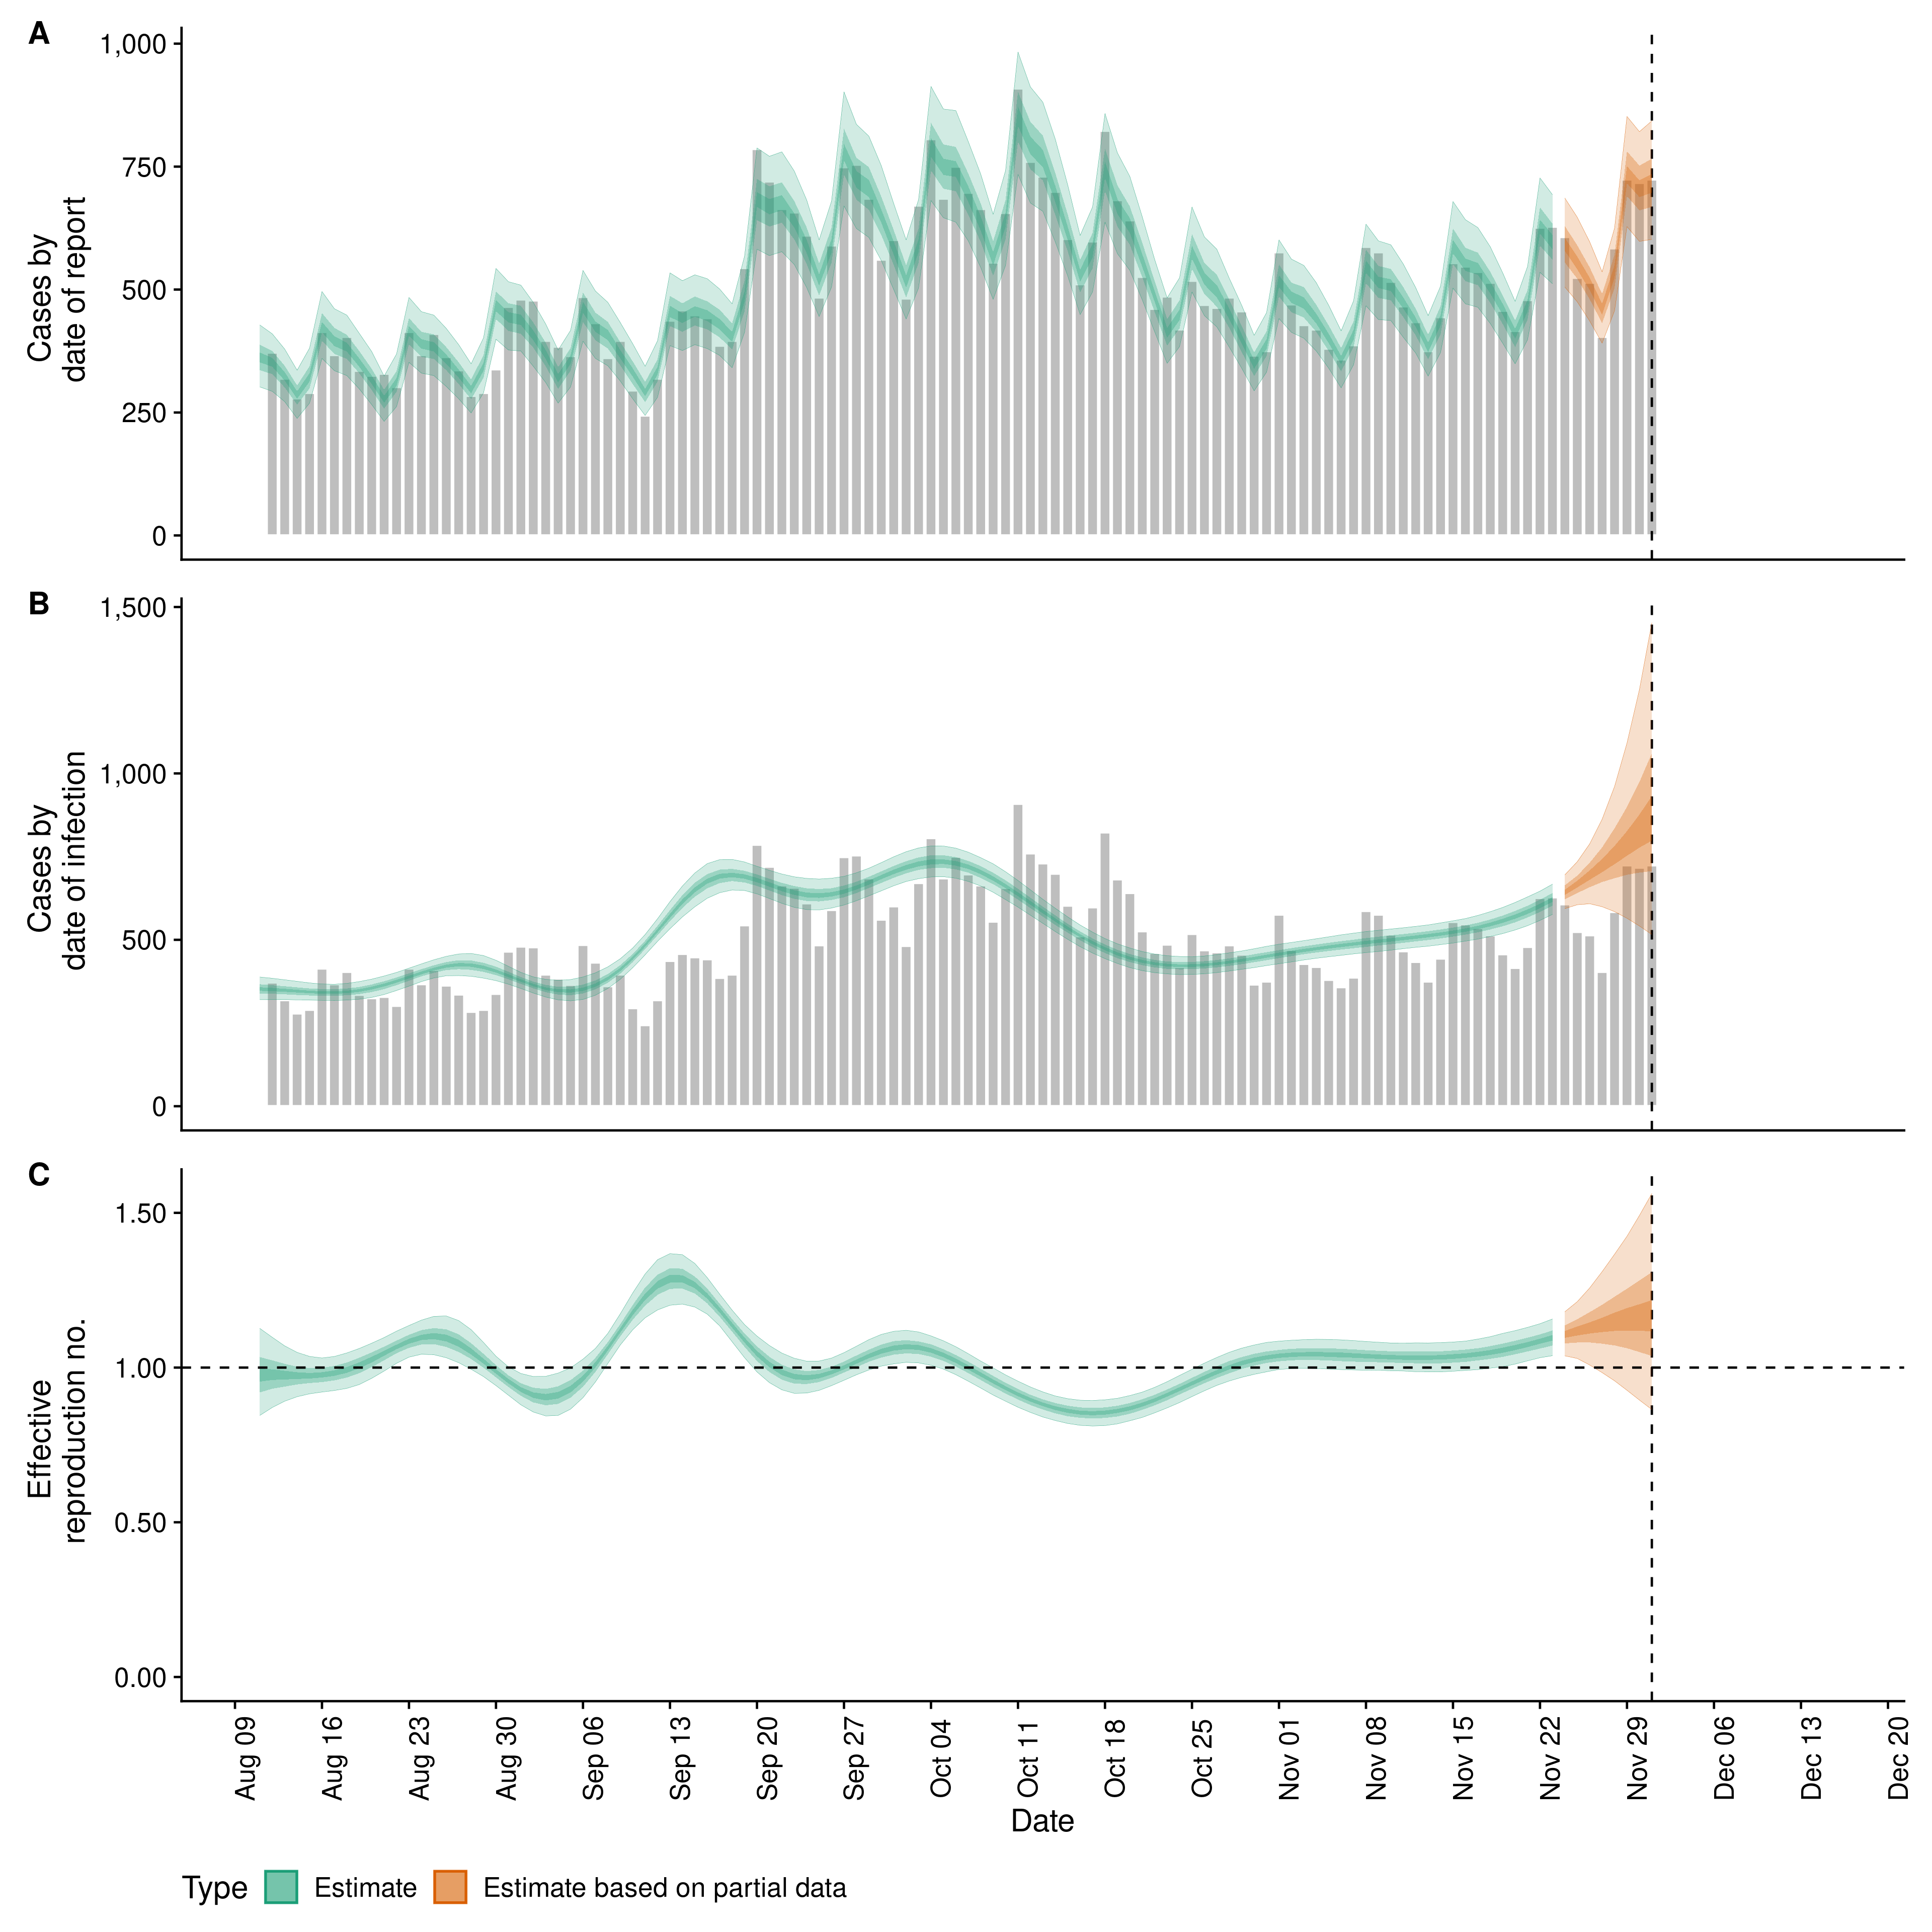 A
Cases by
date of report
1,000
750
500
250
0
B
Cases by
date of infection
1,500
1,000
500
0
C
Effective
reproduction no.
1.50
1.00
0.50
0.00
Aug 09
Aug 16
Aug 23
Aug 30
Sep 06
Sep 13
Sep 20
Sep 27
Oct 04
Oct 11
Oct 18
Oct 25
Nov 01
Nov 08
Nov 15
Nov 22
Nov 29
Dec 06
Dec 13
Dec 20
Date
Type Estimate Estimate based on partial data